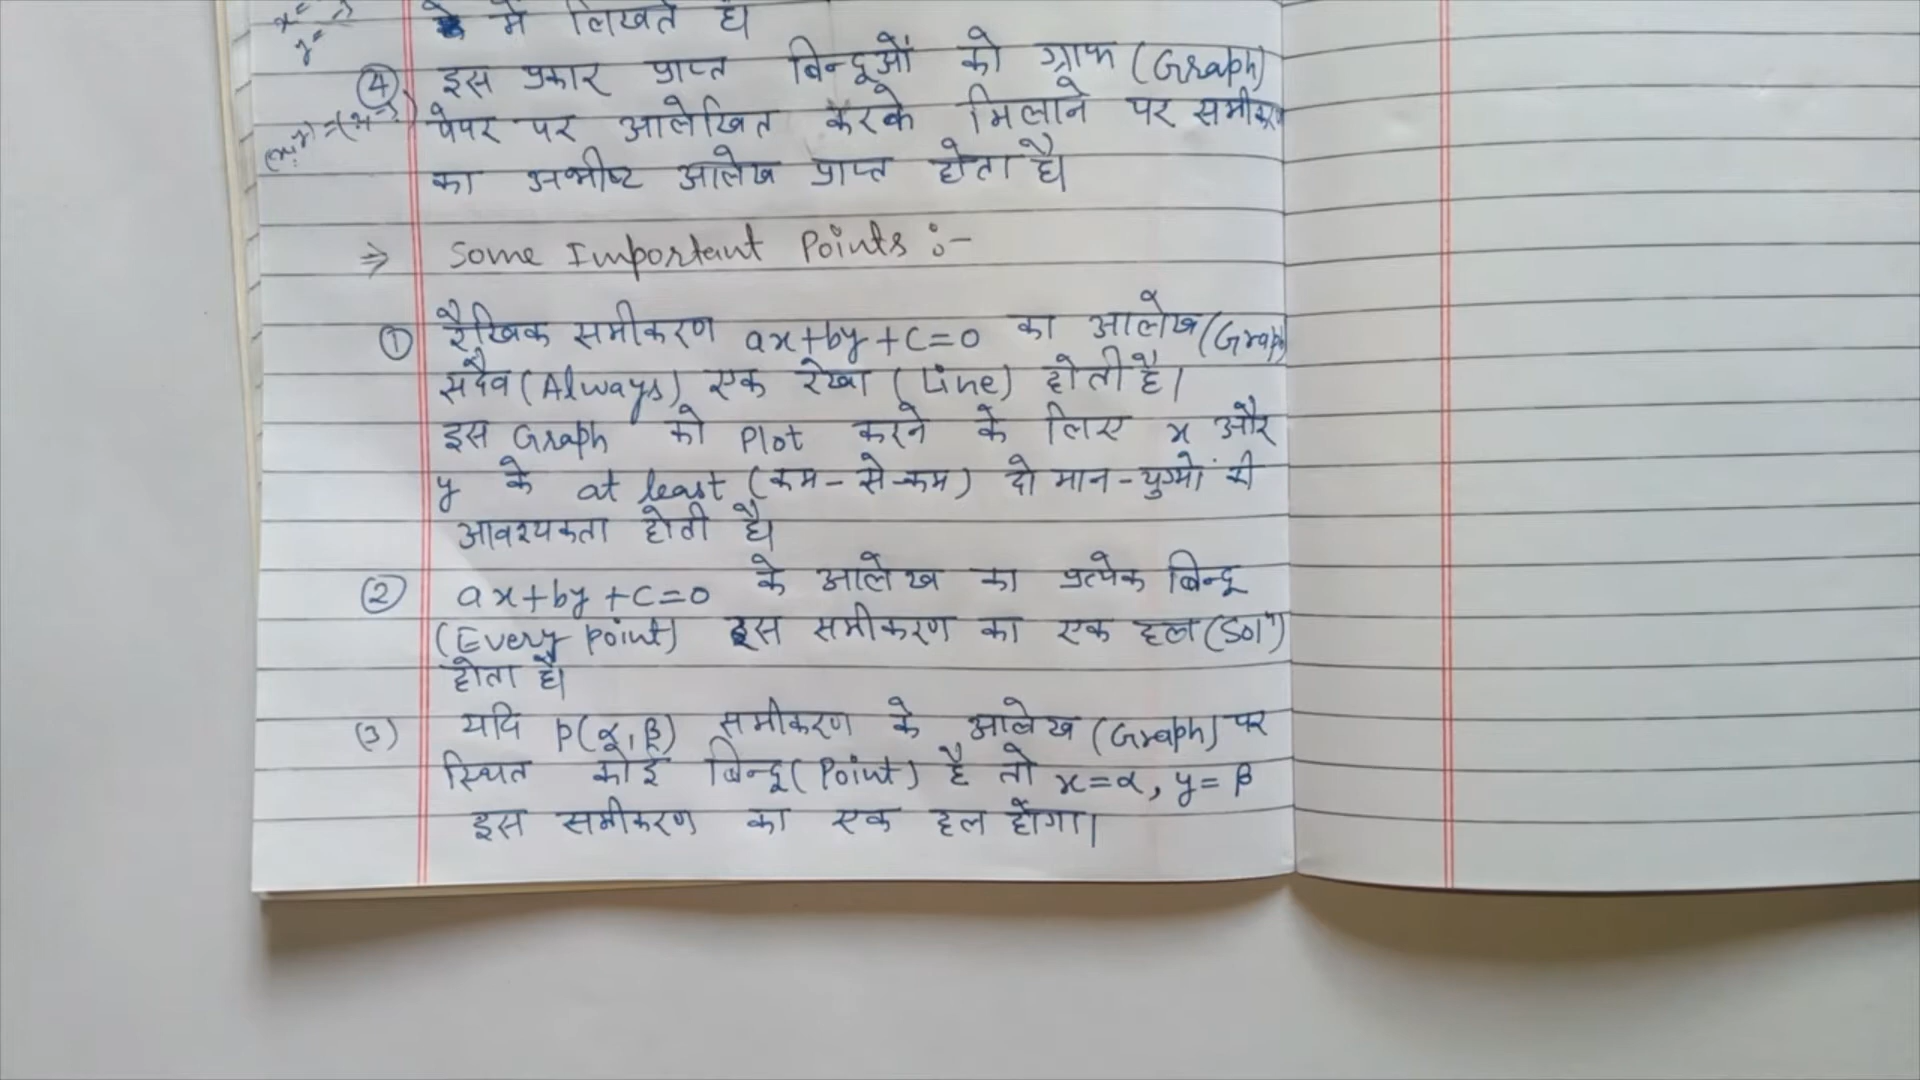 में लिखते है।
④ इस प्रकार प्राप्त बिन्दूओं को ग्राफ (Graph)
पेपर पर आलेखित करके मिलाने पर समीकरण
का अभीष्ट आलेख प्राप्त होता है।
⇒ Some Important Points :-
① रैखिक समीकरण ax+by+c=0 का आलेख (Graph)
सदैव (Always) एक रेखा (Line) होती है।
इस Graph को Plot करने के लिए x और
y के at least (कम-से-कम) दो मान-युग्मों की
आवश्यकता होती है।
② ax+by+c=0 के आलेख का प्रत्येक बिन्दू
(Every point) इस समीकरण का एक हल (Solⁿ)
होता है।
(3) यदि P(α,β) समीकरण के आलेख (Graph) पर
स्थित कोई बिन्दू (Point) है तो x=α, y=β
इस समीकरण का एक हल होगा।